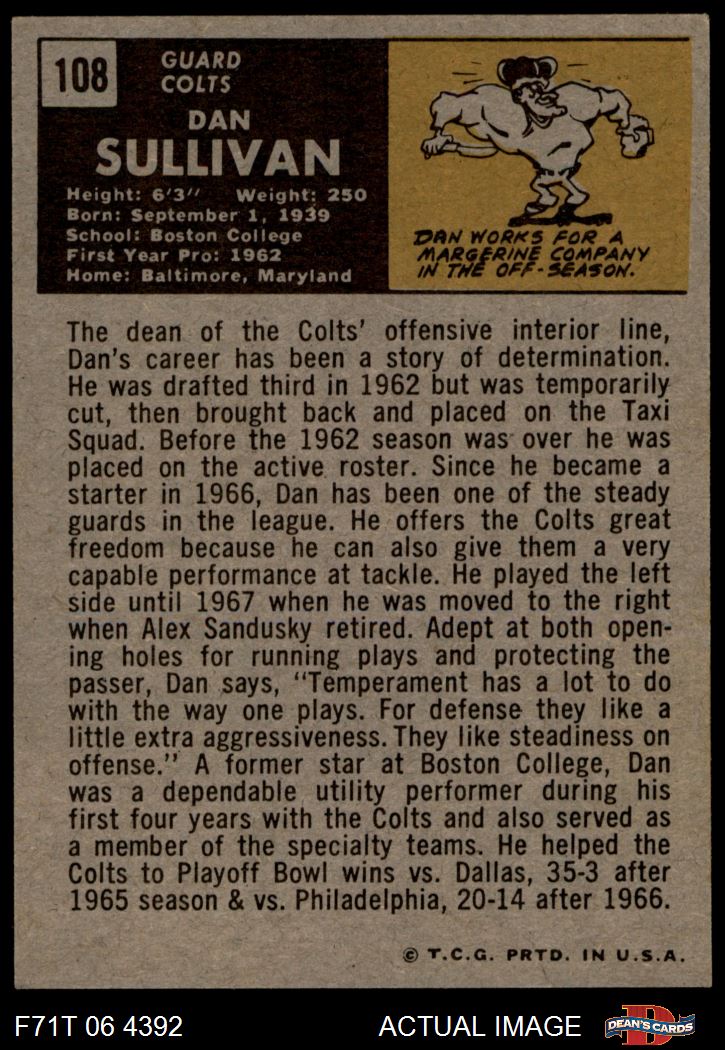 108
GUARD
COLTS
DAN
SULLIVAN
Height: 6'3" Weight: 250
Born: September 1, 1939
School: Boston College
First Year Pro: 1962
Home: Baltimore, Maryland
DAN WORKS FOR A
MARGERINE COMPANY
IN THE OFF-SEASON.
The dean of the Colts' offensive interior line,
Dan's career has been a story of determination.
He was drafted third in 1962 but was temporarily
cut, then brought back and placed on the Taxi
Squad. Before the 1962 season was over he was
placed on the active roster. Since he became a
starter in 1966, Dan has been one of the steady
guards in the league. He offers the Colts great
freedom because he can also give them a very
capable performance at tackle. He played the left
side until 1967 when he was moved to the right
when Alex Sandusky retired. Adept at both open-
ing holes for running plays and protecting the
passer, Dan says, "Temperament has a lot to do
with the way one plays. For defense they like a
little extra aggressiveness. They like steadiness on
offense." A former star at Boston College, Dan
was a dependable utility performer during his
first four years with the Colts and also served as
a member of the specialty teams. He helped the
Colts to Playoff Bowl wins vs. Dallas, 35-3 after
1965 season & vs. Philadelphia, 20-14 after 1966.
© T.C.G. PRTD. IN U.S.A.
F71T 06 4392 ACTUAL IMAGE
D
DEAN'S CARDS